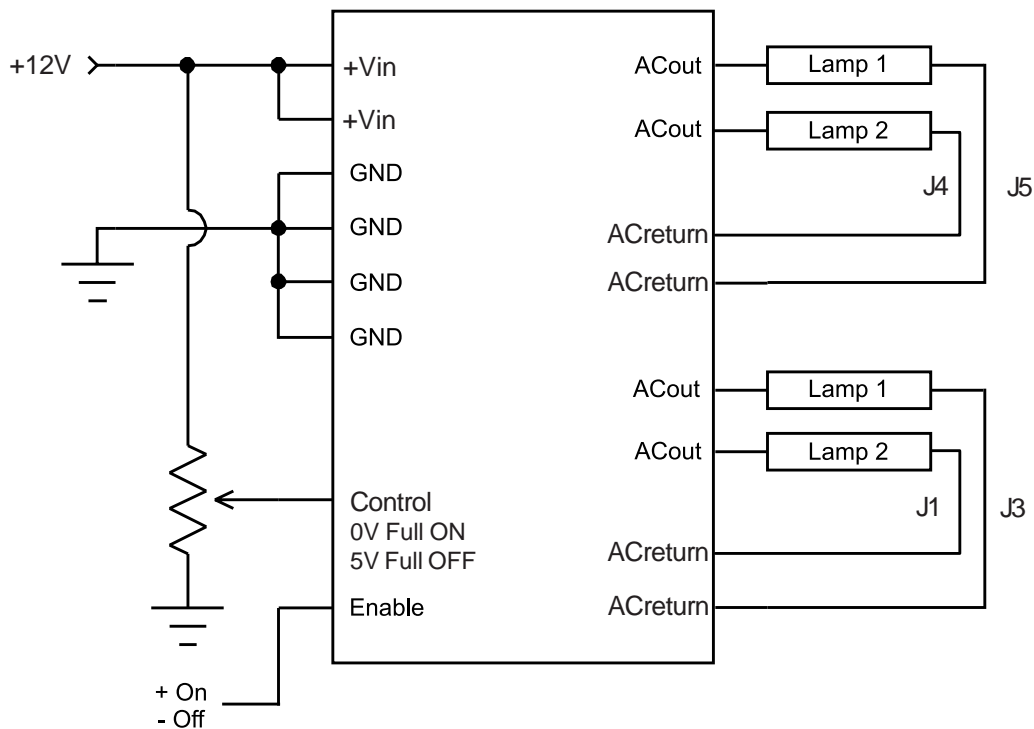 +12V
+Vin
+Vin
GND
GND
GND
GND
Control
0V Full ON
5V Full OFF
Enable
+ On
- Off
ACout
Lamp 1
ACout
Lamp 2
J4
J5
ACreturn
ACreturn
ACout
Lamp 1
ACout
Lamp 2
J1
J3
ACreturn
ACreturn